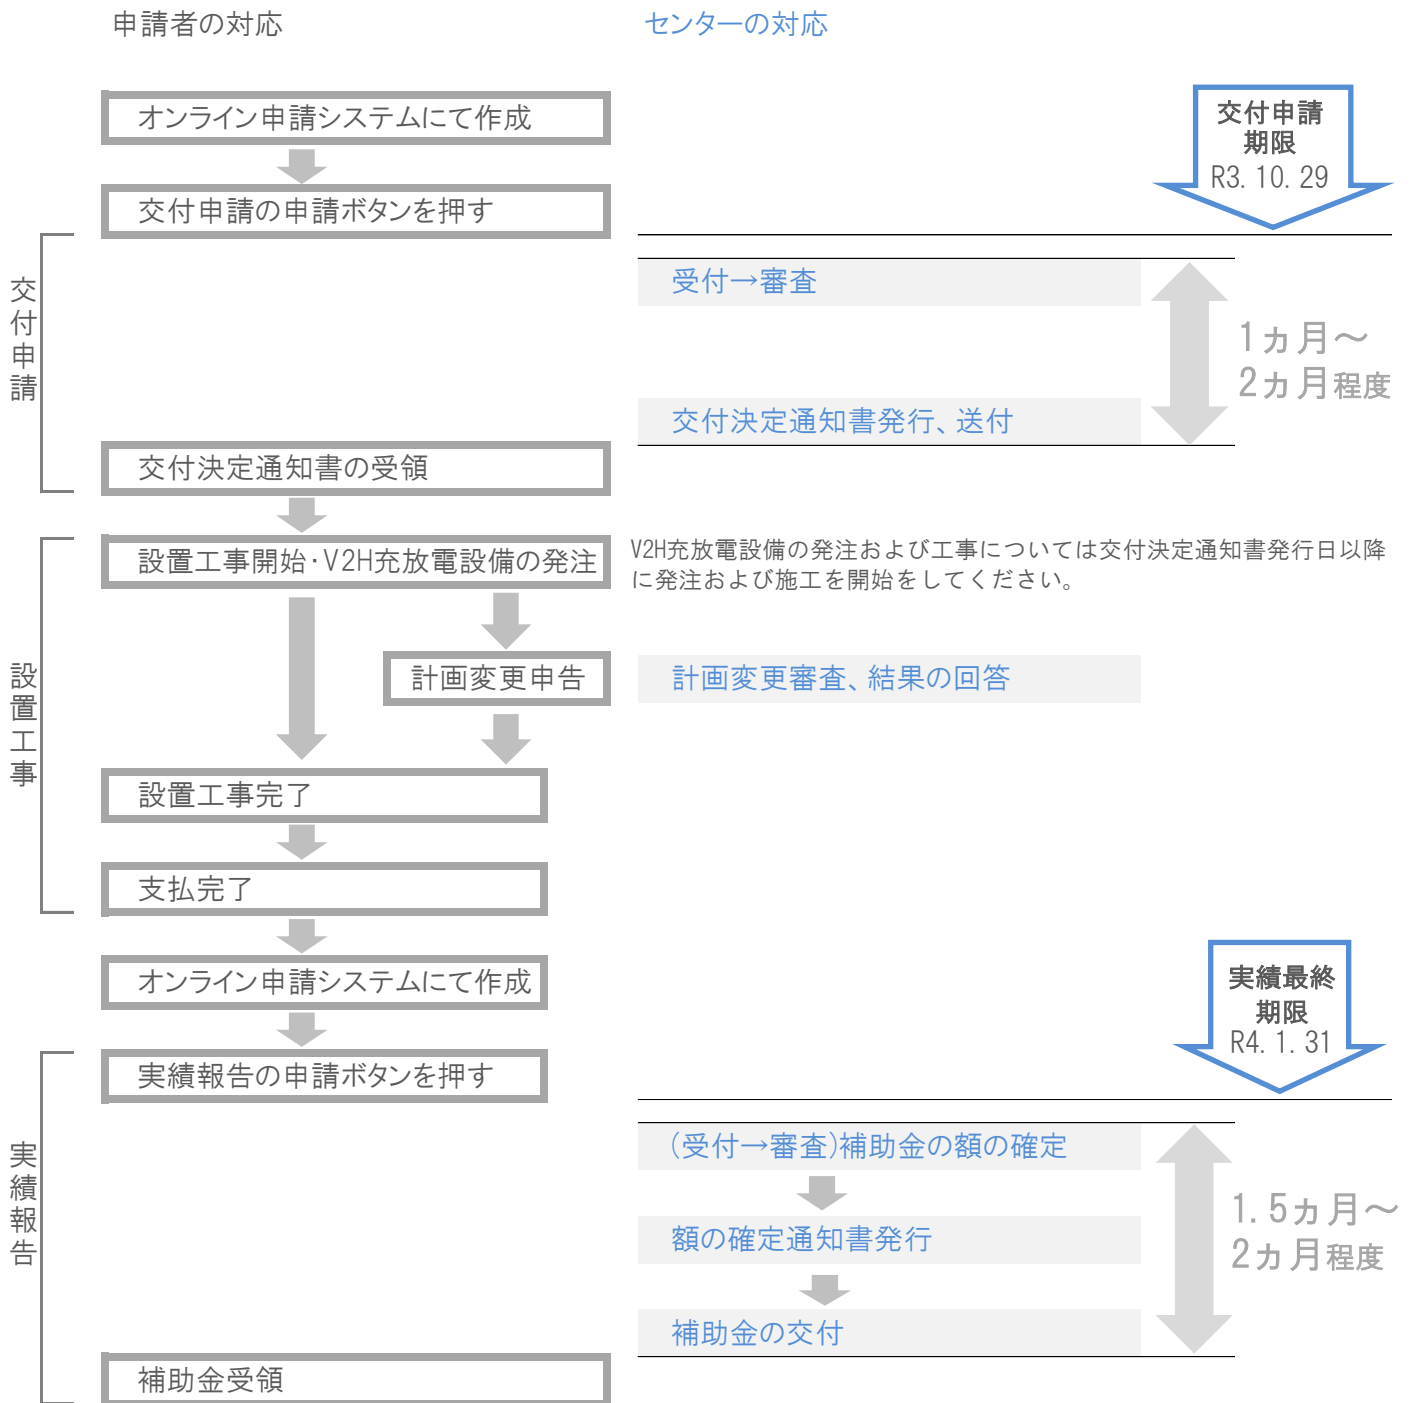 申請者の対応
センターの対応
オンライン申請システムにて作成
交付申請
期限
R3.10.29
交付申請の申請ボタンを押す
交付申請
受付→審査
1ヵ月～
2ヵ月程度
交付決定通知書発行、送付
交付決定通知書の受領
設置工事開始・V2H充放電設備の発注
V2H充放電設備の発注および工事については交付決定通知書発行日以降
に発注および施工を開始をしてください。
設置工事
計画変更申告
計画変更審査、結果の回答
設置工事完了
支払完了
オンライン申請システムにて作成
実績最終
期限
R4.1.31
実績報告の申請ボタンを押す
実績報告
(受付→審査)補助金の額の確定
1.5ヵ月～
2ヵ月程度
額の確定通知書発行
補助金の交付
補助金受領